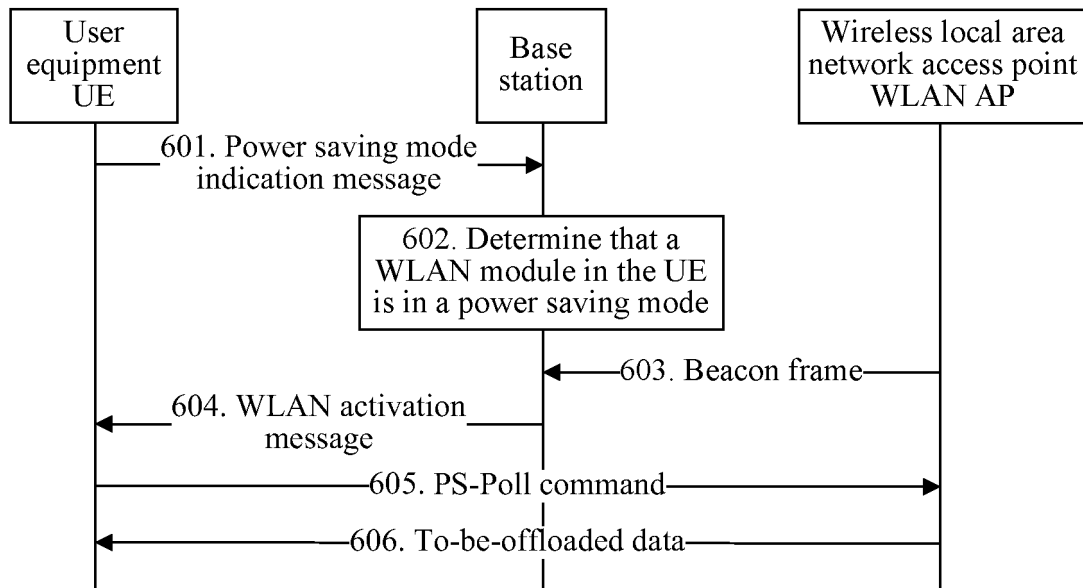 User
equipment
UE
Base
station
Wireless local area
network access point
WLAN AP
601. Power saving mode
indication message
602. Determine that a
WLAN module in the UE
is in a power saving mode
603. Beacon frame
604. WLAN activation
message
605. PS-Poll command
606. To-be-offloaded data